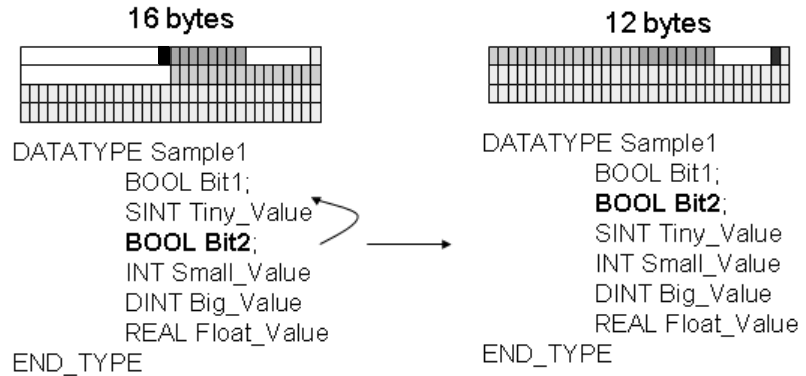 16 bytes
DATATYPE Sample1
BOOL Bit1;
SINT Tiny_Value
BOOL Bit2;
INT Small_Value
DINT Big_Value
REAL Float_Value
END_TYPE
12 bytes
DATATYPE Sample1
BOOL Bit1;
BOOL Bit2;
SINT Tiny_Value
INT Small_Value
DINT Big_Value
REAL Float_Value
END_TYPE